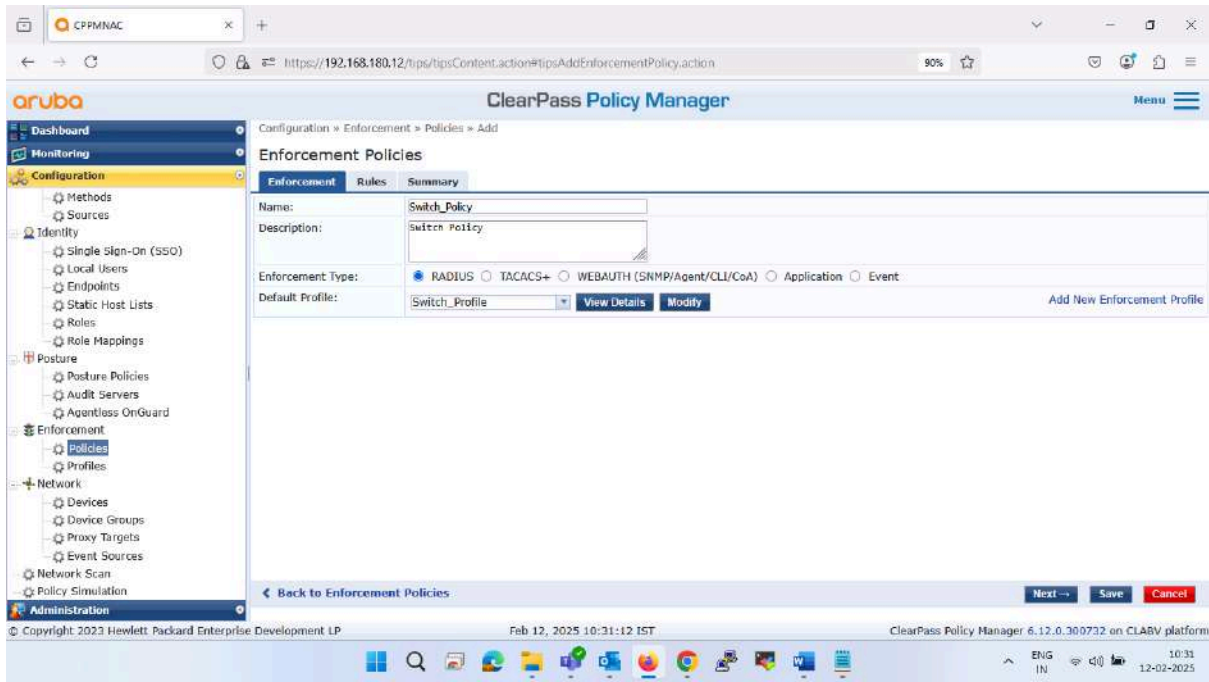 CPPMNAC
https://192.168.180.12/tips/tipsContent.action#tipsAddEnforcementPolicy.action 90%
aruba ClearPass Policy Manager Menu
Dashboard
Monitoring
Configuration
Methods
Sources
Identity
Single Sign-On (SSO)
Local Users
Endpoints
Static Host Lists
Roles
Role Mappings
Posture
Posture Policies
Audit Servers
Agentless OnGuard
Enforcement
Policies
Profiles
Network
Devices
Device Groups
Proxy Targets
Event Sources
Network Scan
Policy Simulation
Administration
Configuration » Enforcement » Policies » Add
Enforcement Policies
Enforcement Rules Summary
Name: Switch_Policy
Description: Switch Policy
Enforcement Type: RADIUS TACACS+ WEBAUTH (SNMP/Agent/CLI/CoA) Application Event
Default Profile: Switch_Profile View Details Modify Add New Enforcement Profile
Back to Enforcement Policies Next→ Save Cancel
© Copyright 2023 Hewlett Packard Enterprise Development LP Feb 12, 2025 10:31:12 IST ClearPass Policy Manager 6.12.0.300732 on CLABV platform
ENG 10:31
IN 12-02-2025